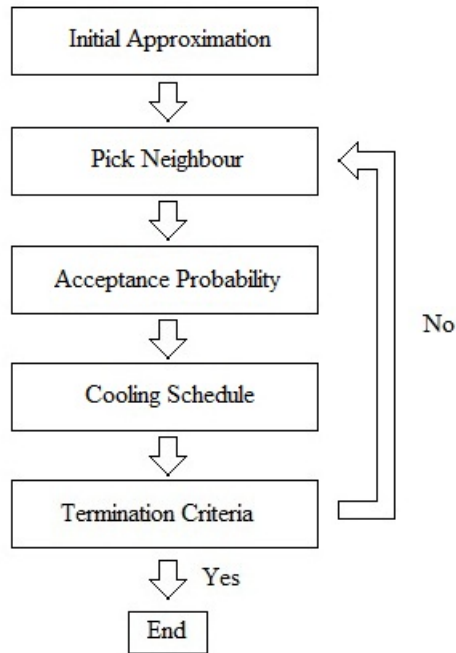 Initial Approximation
Pick Neighbour
Acceptance Probability
No
Cooling Schedule
Termination Criteria
Yes
End